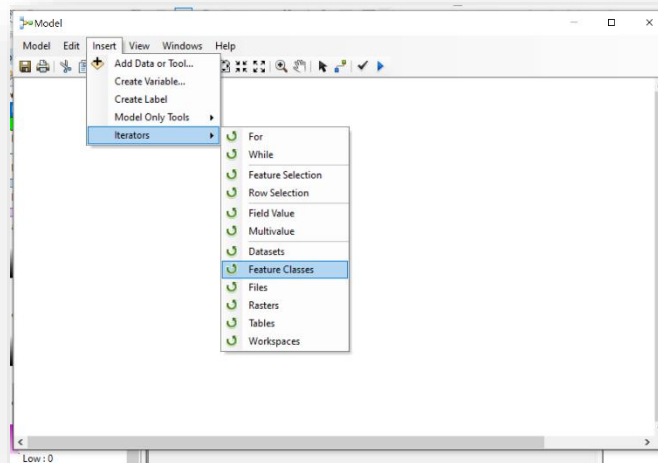 Model
Model Edit Insert View Windows Help
Add Data or Tool...
Create Variable...
Create Label
Model Only Tools
Iterators
For
While
Feature Selection
Row Selection
Field Value
Multivalue
Datasets
Feature Classes
Files
Rasters
Tables
Workspaces
Low : 0